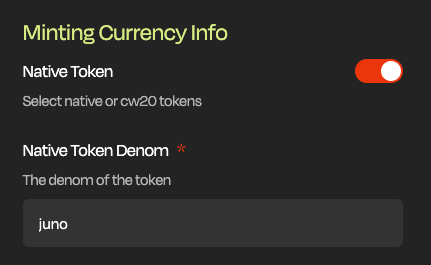 Minting Currency Info
Native Token
Select native or cw20 tokens
Native Token Denom *
The denom of the token
juno